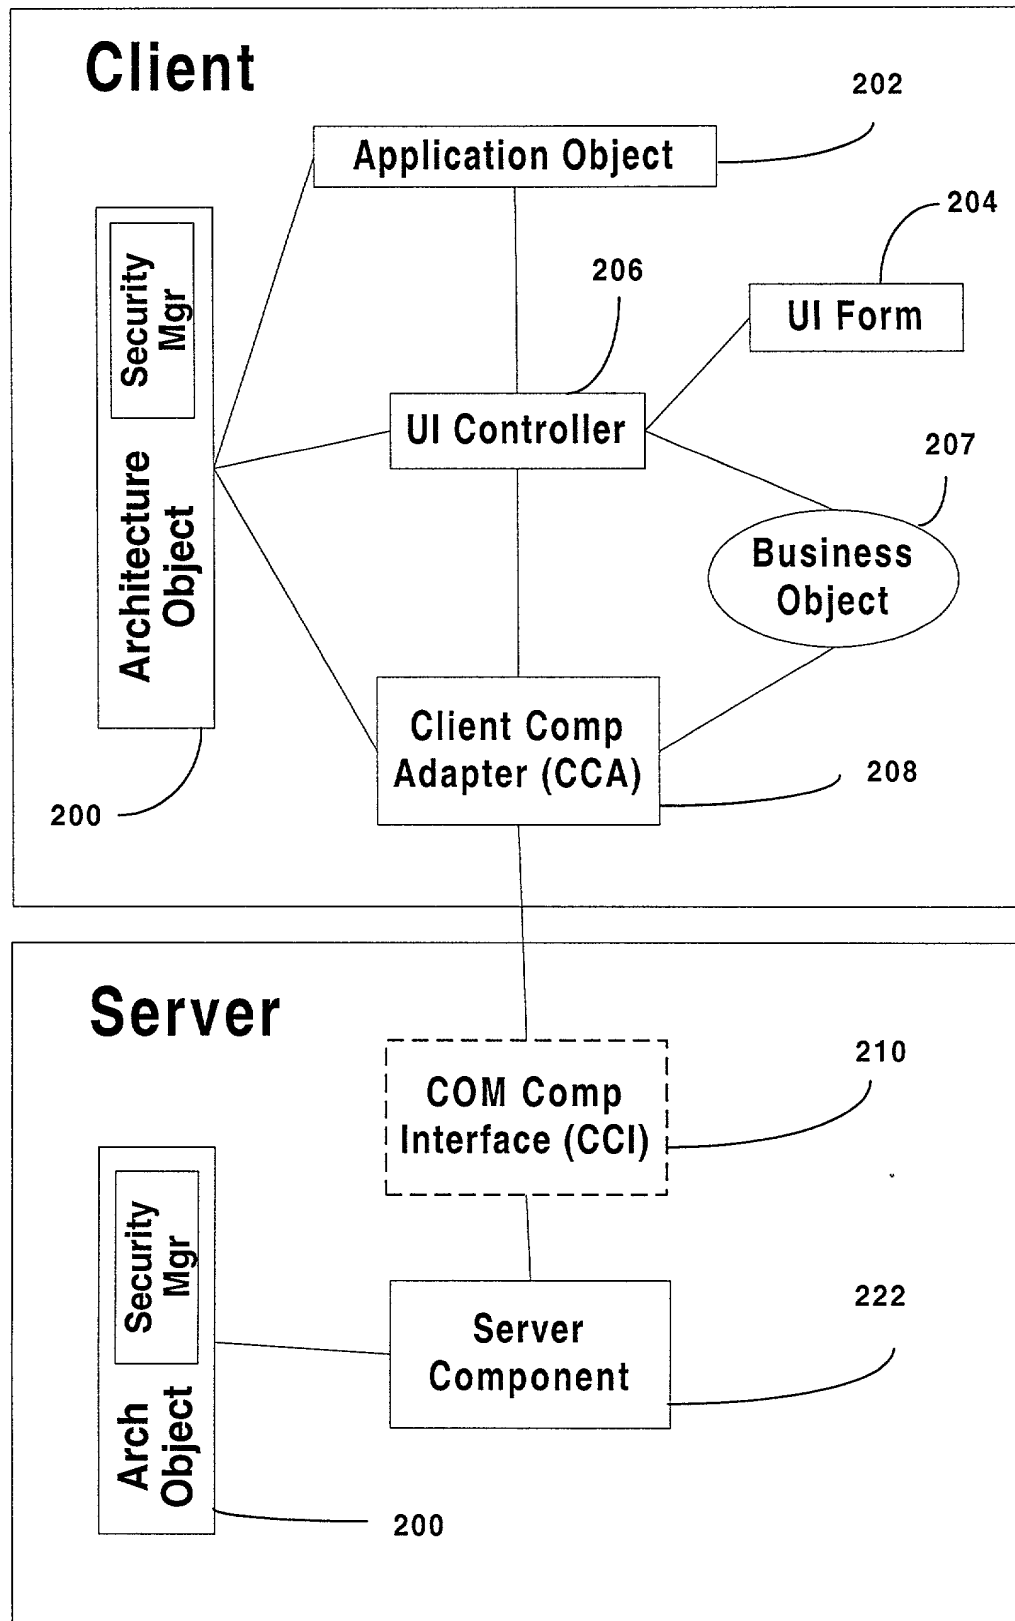 Client
202
Application Object
204
Security
Mgr
206
UI Form
UI Controller
207
Architecture
Object
Business
Object
Client Comp
Adapter (CCA)
208
200
Server
210
COM Comp
Interface (CCI)
Security
Mgr
222
Server
Component
Arch
Object
200